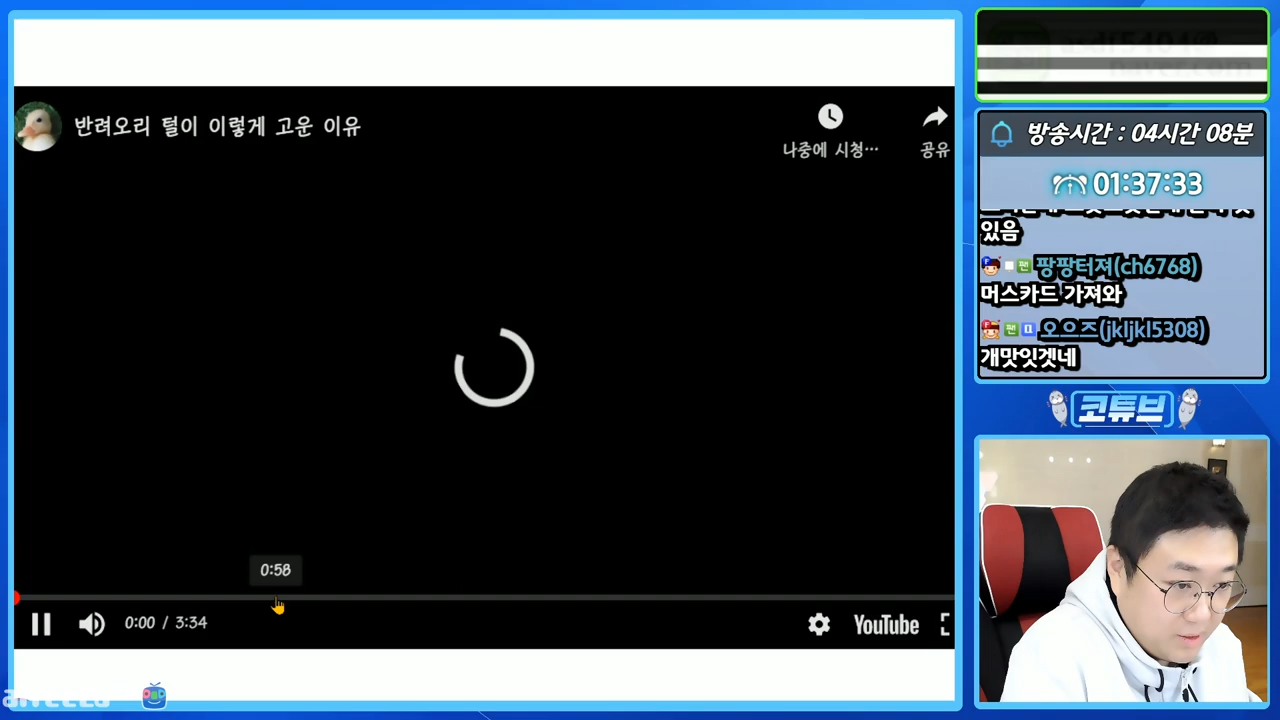 반려오리 털이 이렇게 고운 이유
나중에 시청…
공유
0:58
0:00 / 3:34
YouTube
방송시간 : 04시간 08분
01:37:33
있음
팡팡터져(ch6768)
머스카드 가져와
오으즈(jkljkl5308)
개맛잇겟네
코튜브